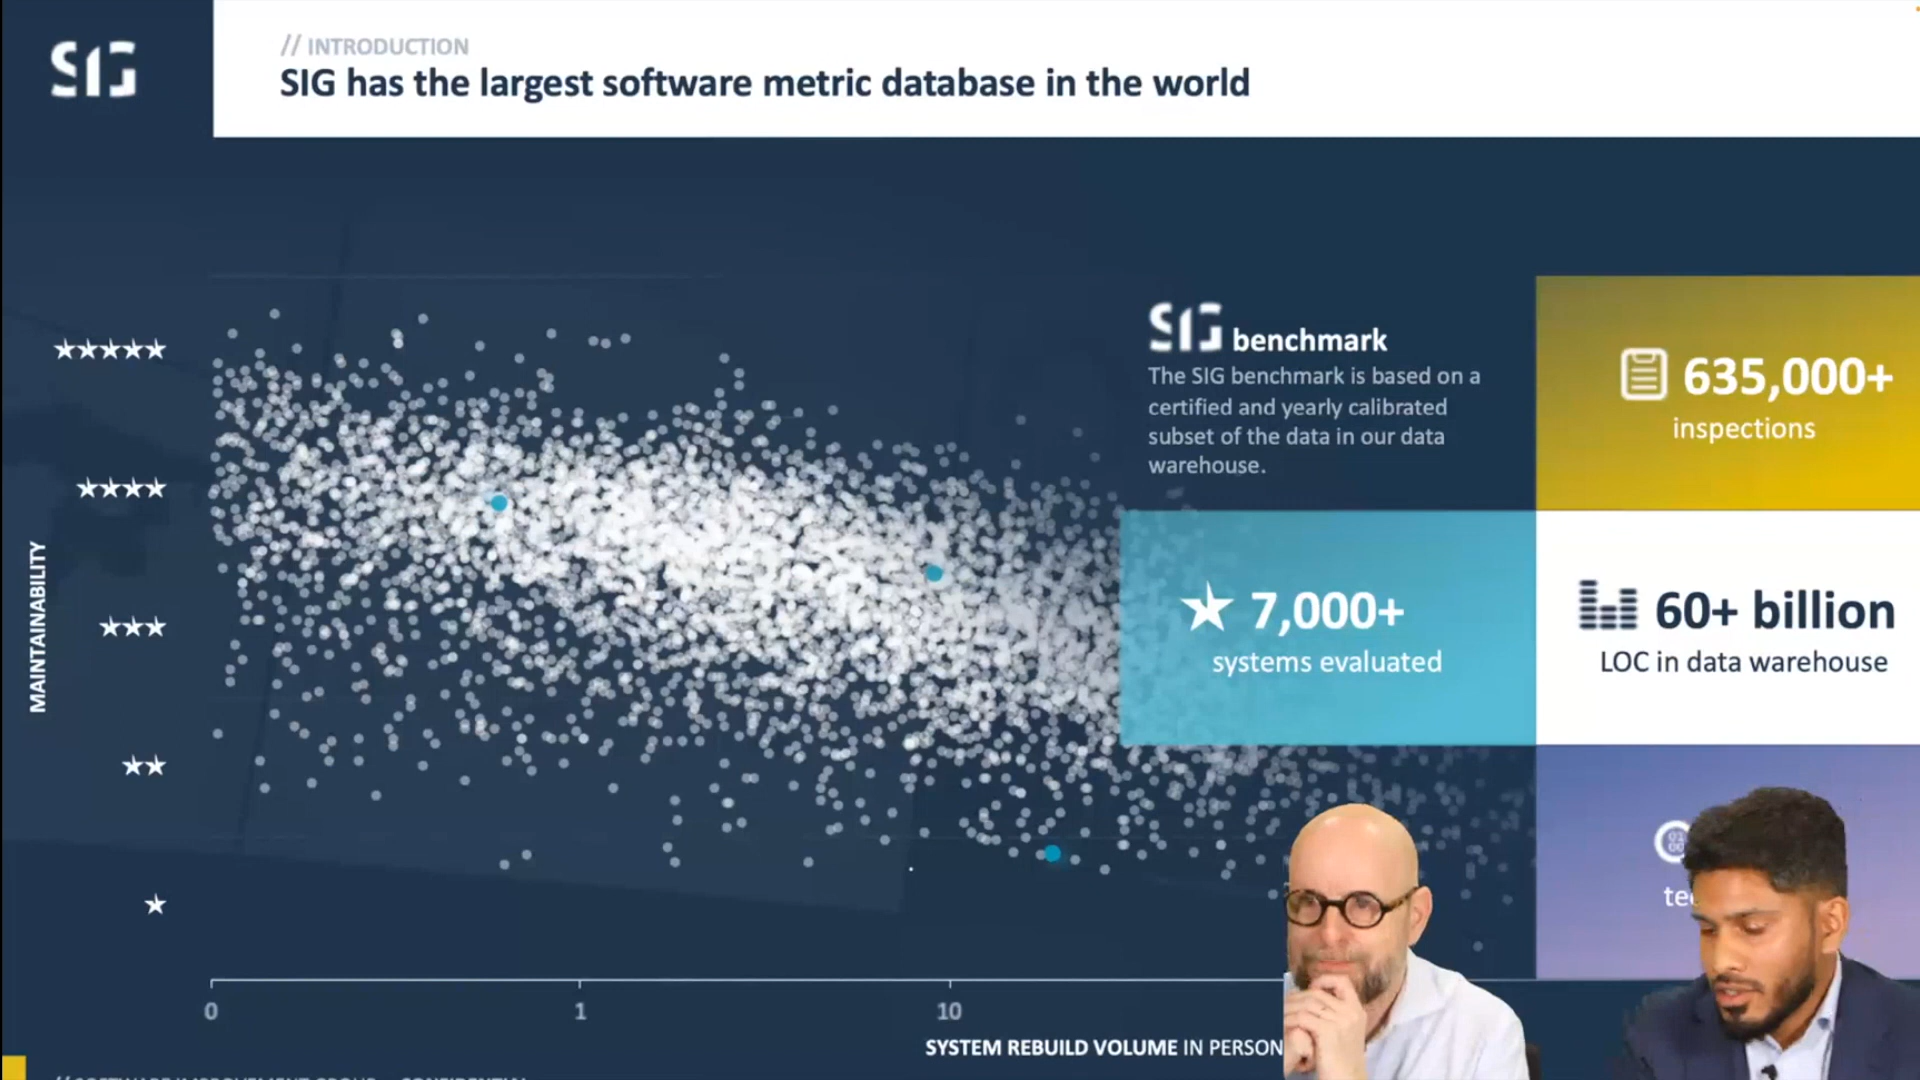 SIG
// INTRODUCTION
SIG has the largest software metric database in the world
SIG benchmark
The SIG benchmark is based on a
certified and yearly calibrated
subset of the data in our data
warehouse.
635,000+
inspections
7,000+
systems evaluated
60+ billion
LOC in data warehouse
MAINTAINABILITY
0
1
10
SYSTEM REBUILD VOLUME IN PERSON